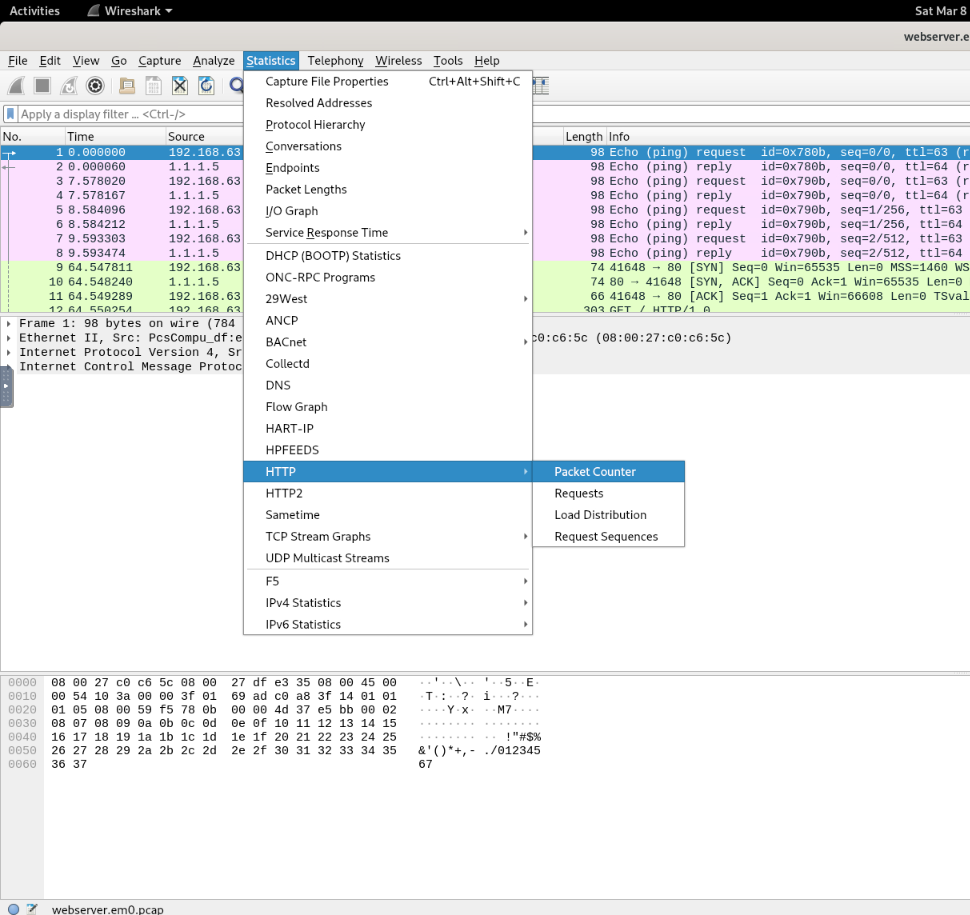 Activities Wireshark Sat Mar 8
webserver.e
File Edit View Go Capture Analyze Statistics Telephony Wireless Tools Help
Apply a display filter ... <Ctrl-/>
No. Time Source Length Info
1 0.000000 192.168.63 98 Echo (ping) request id=0x780b, seq=0/0, ttl=63 (r
2 0.000060 1.1.1.5 98 Echo (ping) reply id=0x780b, seq=0/0, ttl=64 (r
3 7.578020 192.168.63 98 Echo (ping) request id=0x790b, seq=0/0, ttl=63 (r
4 7.578167 1.1.1.5 98 Echo (ping) reply id=0x790b, seq=0/0, ttl=64 (r
5 8.584096 192.168.63 98 Echo (ping) request id=0x790b, seq=1/256, ttl=63
6 8.584212 1.1.1.5 98 Echo (ping) reply id=0x790b, seq=1/256, ttl=64
7 9.593303 192.168.63 98 Echo (ping) request id=0x790b, seq=2/512, ttl=63
8 9.593474 1.1.1.5 98 Echo (ping) reply id=0x790b, seq=2/512, ttl=64
9 64.547811 192.168.63 74 41648 → 80 [SYN] Seq=0 Win=65535 Len=0 MSS=1460 WS
10 64.548240 1.1.1.5 74 80 → 41648 [SYN, ACK] Seq=0 Ack=1 Win=65535 Len=0
11 64.549289 192.168.63 66 41648 → 80 [ACK] Seq=1 Ack=1 Win=66608 Len=0 TSval
12 64.550254 192.168.63 303 GET / HTTP/1.0
Frame 1: 98 bytes on wire (784
Ethernet II, Src: PcsCompu_df:e c0:c6:5c (08:00:27:c0:c6:5c)
Internet Protocol Version 4, Sr
Internet Control Message Protoc
Capture File Properties Ctrl+Alt+Shift+C
Resolved Addresses
Protocol Hierarchy
Conversations
Endpoints
Packet Lengths
I/O Graph
Service Response Time
DHCP (BOOTP) Statistics
ONC-RPC Programs
29West
ANCP
BACnet
Collectd
DNS
Flow Graph
HART-IP
HPFEEDS
HTTP
HTTP2
Sametime
TCP Stream Graphs
UDP Multicast Streams
F5
IPv4 Statistics
IPv6 Statistics
Packet Counter
Requests
Load Distribution
Request Sequences
0000 08 00 27 c0 c6 5c 08 00 27 df e3 35 08 00 45 00 ··'··\·· '··5··E·
0010 00 54 10 3a 00 00 3f 01 69 ad c0 a8 3f 14 01 01 ·T·:··?· i···?···
0020 01 05 08 00 59 f5 78 0b 00 00 4d 37 e5 bb 00 02 ····Y·x· ··M7····
0030 08 07 08 09 0a 0b 0c 0d 0e 0f 10 11 12 13 14 15 ········ ········
0040 16 17 18 19 1a 1b 1c 1d 1e 1f 20 21 22 23 24 25 ········ ·· !"#$%
0050 26 27 28 29 2a 2b 2c 2d 2e 2f 30 31 32 33 34 35 &'()*+,- ./012345
0060 36 37 67
webserver.em0.pcap